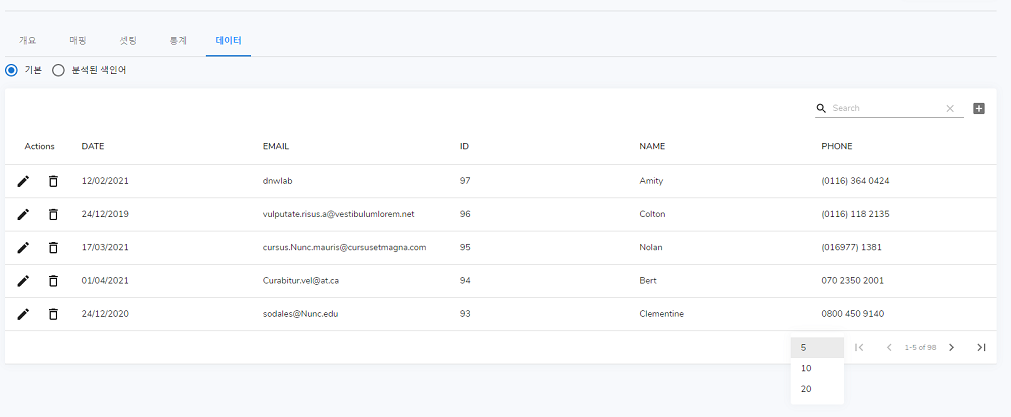 개요 매핑 셋팅 통계 데이터
기본 분석된 색인어
Search
Actions DATE EMAIL ID NAME PHONE
12/02/2021 dnwlab 97 Amity (0116) 364 0424
24/12/2019 vulputate.risus.a@vestibulumlorem.net 96 Colton (0116) 118 2135
17/03/2021 cursus.Nunc.mauris@cursusetmagna.com 95 Nolan (016977) 1381
01/04/2021 Curabitur.vel@at.ca 94 Bert 070 2350 2001
24/12/2020 sodales@Nunc.edu 93 Clementine 0800 450 9140
5 1-5 of 98
10
20